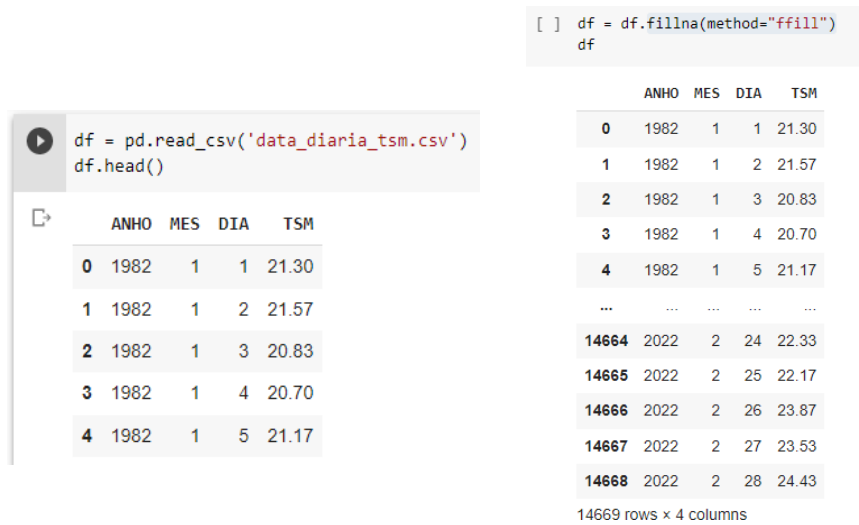 df = pd.read_csv('data_diaria_tsm.csv')
df.head()
ANHO MES DIA TSM
0 1982 1 1 21.30
1 1982 1 2 21.57
2 1982 1 3 20.83
3 1982 1 4 20.70
4 1982 1 5 21.17
[ ] df = df.fillna(method="ffill")
df
ANHO MES DIA TSM
0 1982 1 1 21.30
1 1982 1 2 21.57
2 1982 1 3 20.83
3 1982 1 4 20.70
4 1982 1 5 21.17
... ... ... ... ...
14664 2022 2 24 22.33
14665 2022 2 25 22.17
14666 2022 2 26 23.87
14667 2022 2 27 23.53
14668 2022 2 28 24.43
14669 rows × 4 columns